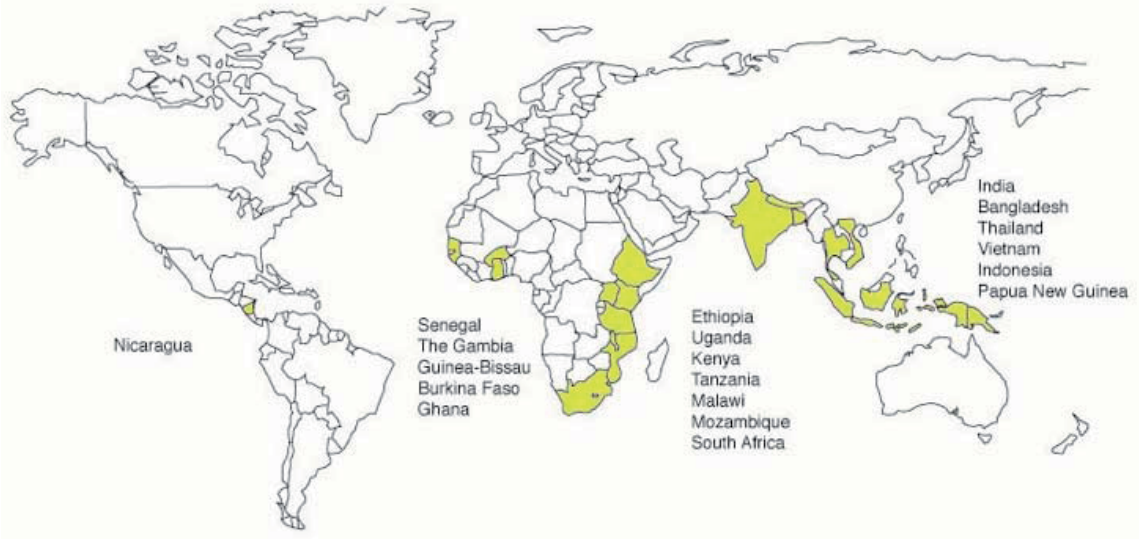 Nicaragua
Senegal
The Gambia
Guinea-Bissau
Burkina Faso
Ghana
Ethiopia
Uganda
Kenya
Tanzania
Malawi
Mozambique
South Africa
India
Bangladesh
Thailand
Vietnam
Indonesia
Papua New Guinea